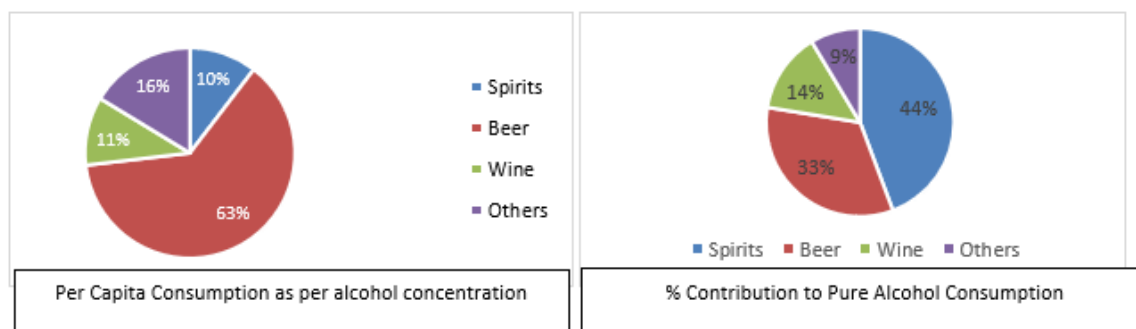 16%
10%
11%
63%
Spirits
Beer
Wine
Others
Per Capita Consumption as per alcohol concentration
9%
14%
44%
33%
Spirits Beer Wine Others
% Contribution to Pure Alcohol Consumption